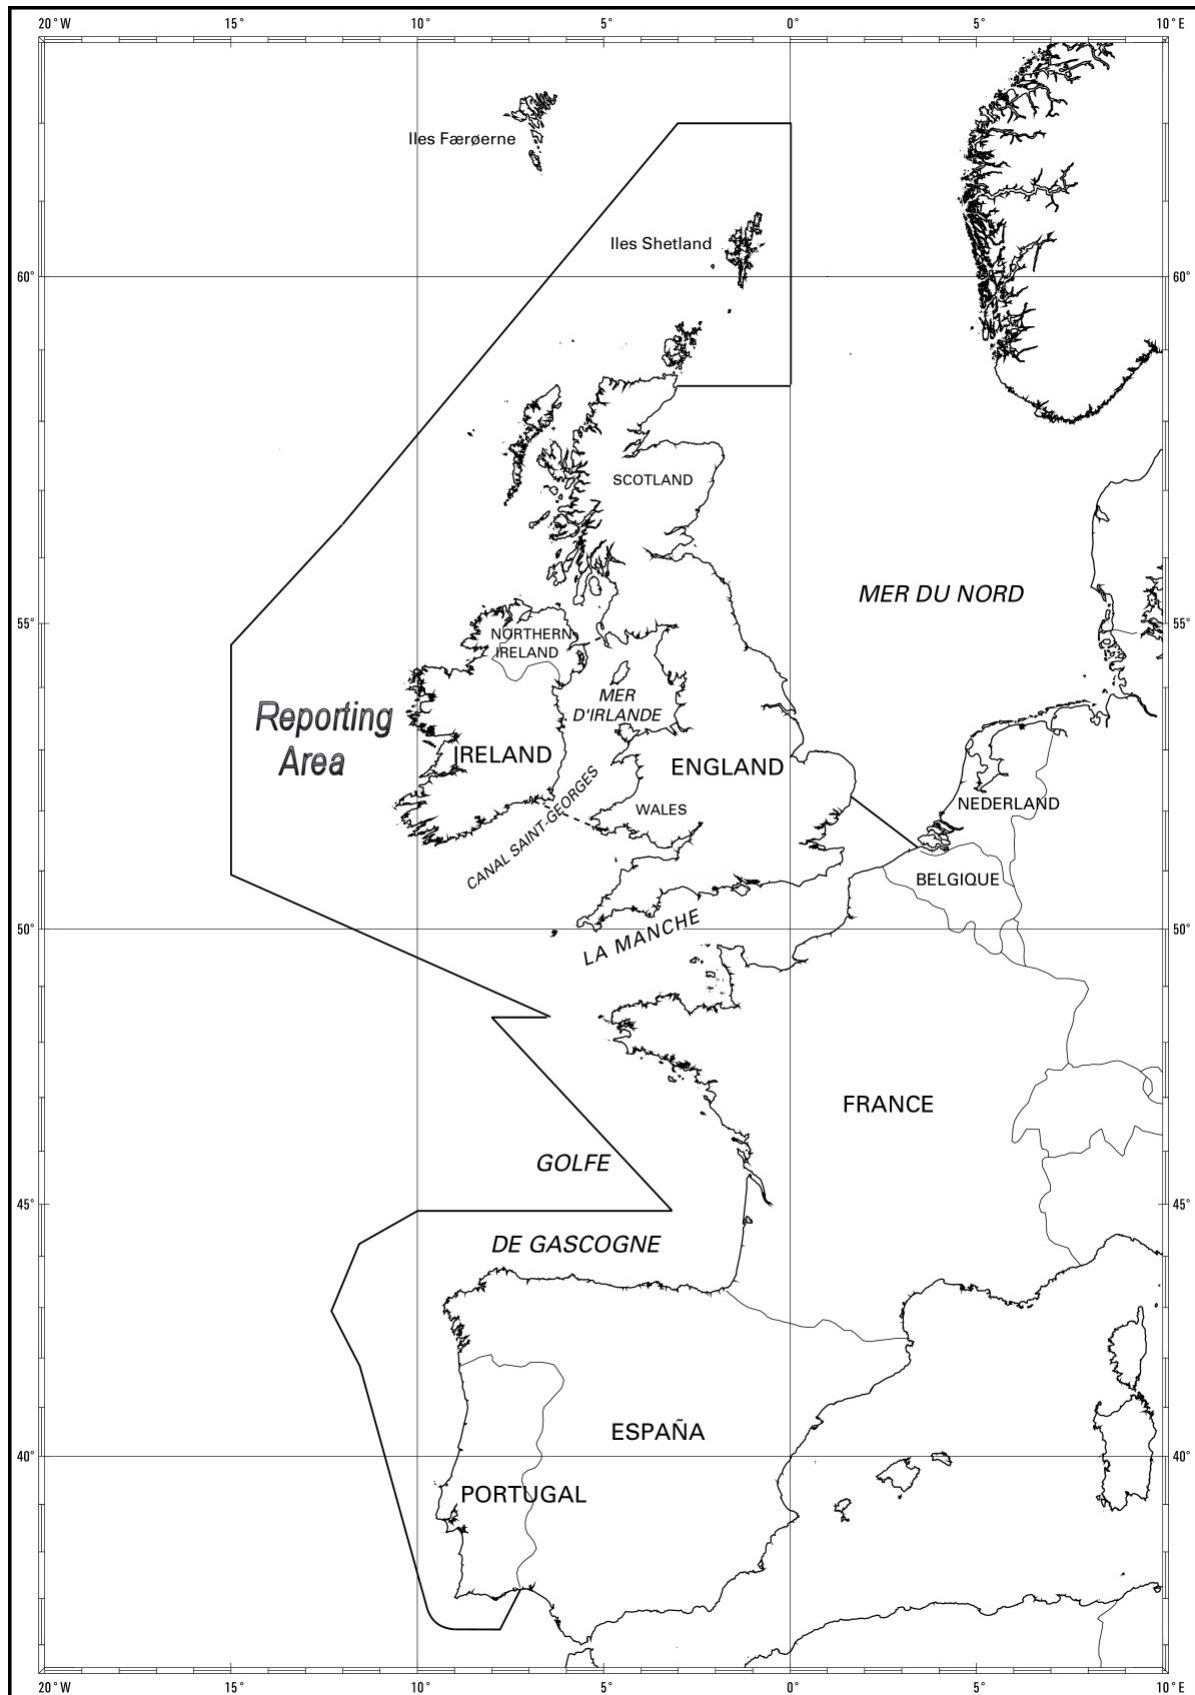 20° W 15° 10° 5° 0° 5° 10° E
Iles Færøerne
Iles Shetland
60° 60°
SCOTLAND
MER DU NORD
55° 55°
NORTHERN
IRELAND
MER
D'IRLANDE
Reporting
Area
IRELAND
ENGLAND
NEDERLAND
WALES
CANAL SAINT-GEORGES
BELGIQUE
50° 50°
LA MANCHE
FRANCE
GOLFE
45° 45°
DE GASCOGNE
ESPAÑA
40° 40°
PORTUGAL
20° W 15° 10° 5° 0° 5° 10° E